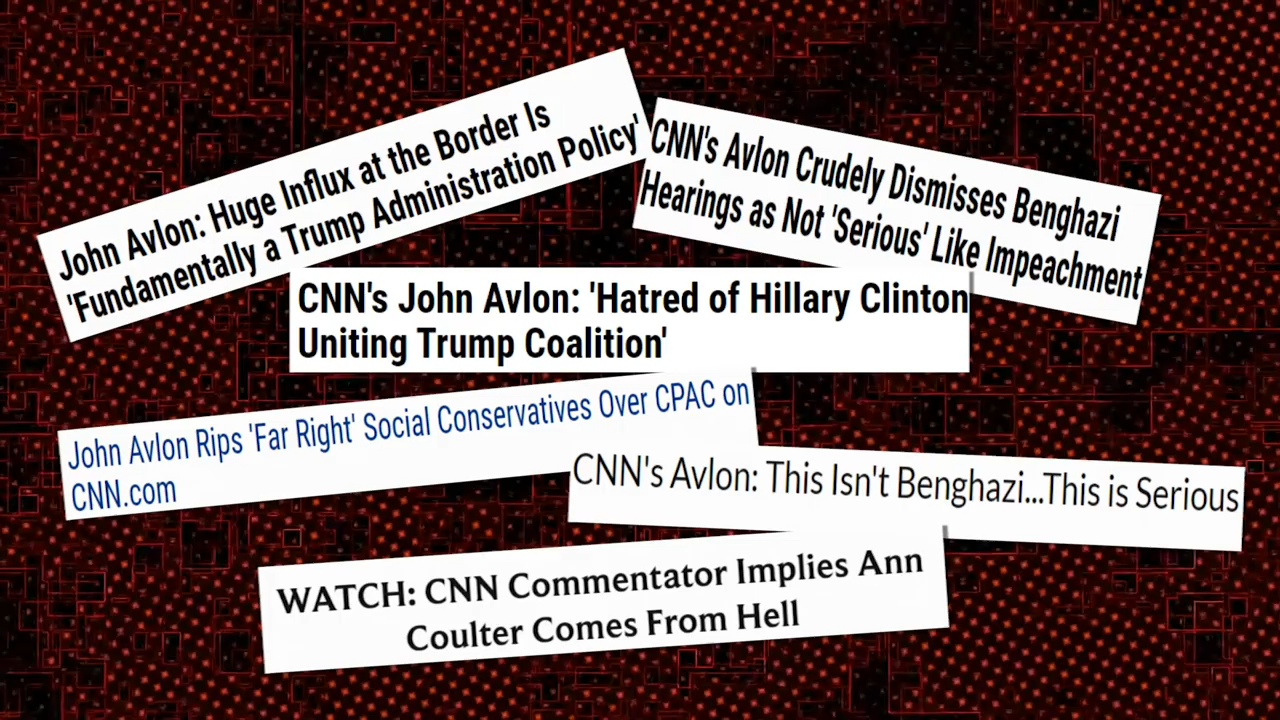 John Avlon: Huge Influx at the Border Is
'Fundamentally a Trump Administration Policy'
CNN's Avlon Crudely Dismisses Benghazi
Hearings as Not 'Serious' Like Impeachment
CNN's John Avlon: 'Hatred of Hillary Clinton
Uniting Trump Coalition'
John Avlon Rips 'Far Right' Social Conservatives Over CPAC on
CNN.com
CNN's Avlon: This Isn't Benghazi...This is Serious
WATCH: CNN Commentator Implies Ann
Coulter Comes From Hell